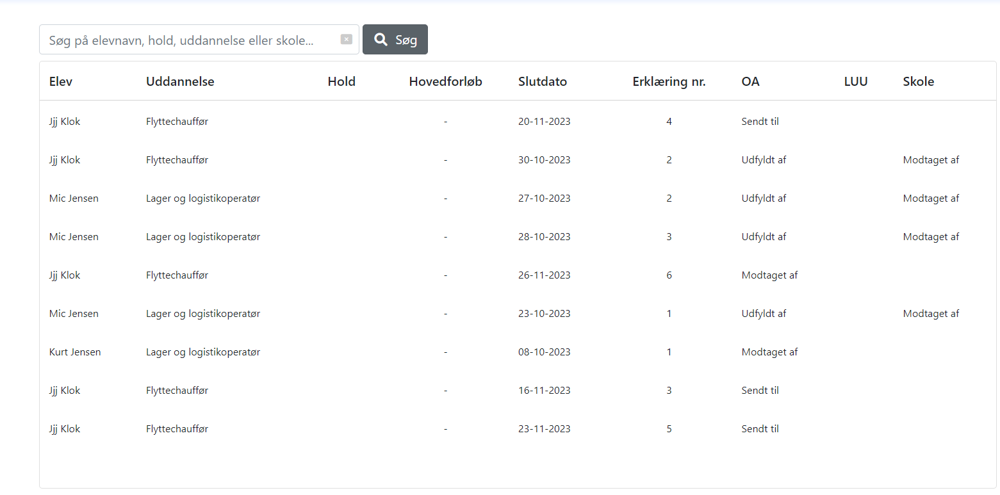 Søg på elevnavn, hold, uddannelse eller skole... Søg
Elev Uddannelse Hold Hovedforløb Slutdato Erklæring nr. OA LUU Skole
Jjj Klok Flyttechauffør - 20-11-2023 4 Sendt til
Jjj Klok Flyttechauffør - 30-10-2023 2 Udfyldt af Modtaget af
Mic Jensen Lager og logistikoperatør - 27-10-2023 2 Udfyldt af Modtaget af
Mic Jensen Lager og logistikoperatør - 28-10-2023 3 Udfyldt af Modtaget af
Jjj Klok Flyttechauffør - 26-11-2023 6 Modtaget af
Mic Jensen Lager og logistikoperatør - 23-10-2023 1 Udfyldt af Modtaget af
Kurt Jensen Lager og logistikoperatør - 08-10-2023 1 Modtaget af
Jjj Klok Flyttechauffør - 16-11-2023 3 Sendt til
Jjj Klok Flyttechauffør - 23-11-2023 5 Sendt til